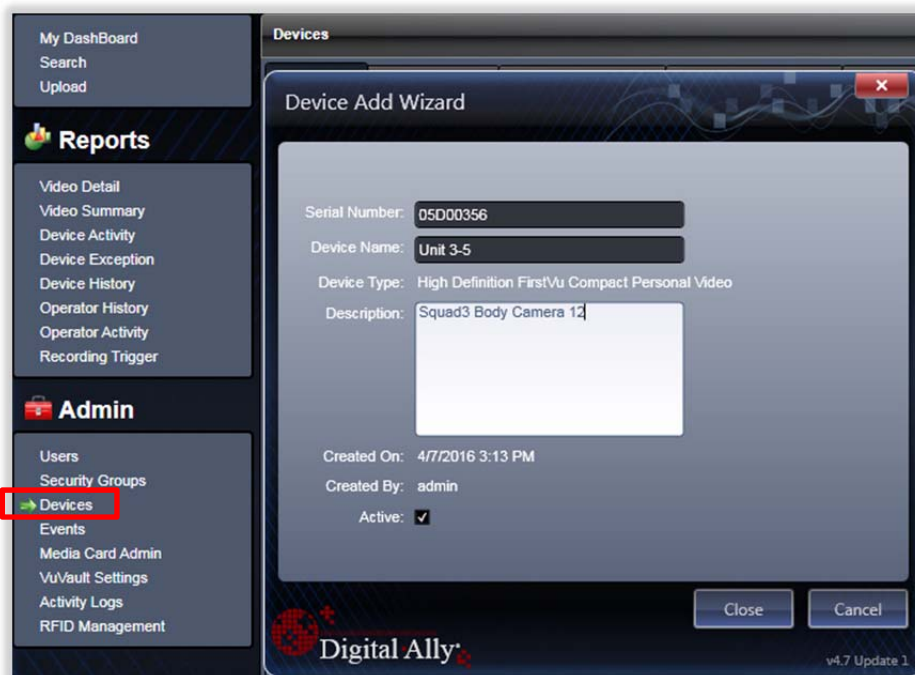 My DashBoard
Search
Upload
Reports
Video Detail
Video Summary
Device Activity
Device Exception
Device History
Operator History
Operator Activity
Recording Trigger
Admin
Users
Security Groups
Devices
Events
Media Card Admin
VuVault Settings
Activity Logs
RFID Management
Devices
Device Add Wizard
Serial Number: 05D00356
Device Name: Unit 3-5
Device Type: High Definition FirstVu Compact Personal Video
Description: Squad3 Body Camera 12
Created On: 4/7/2016 3:13 PM
Created By: admin
Active:
Close Cancel
Digital Ally
v4.7 Update 1